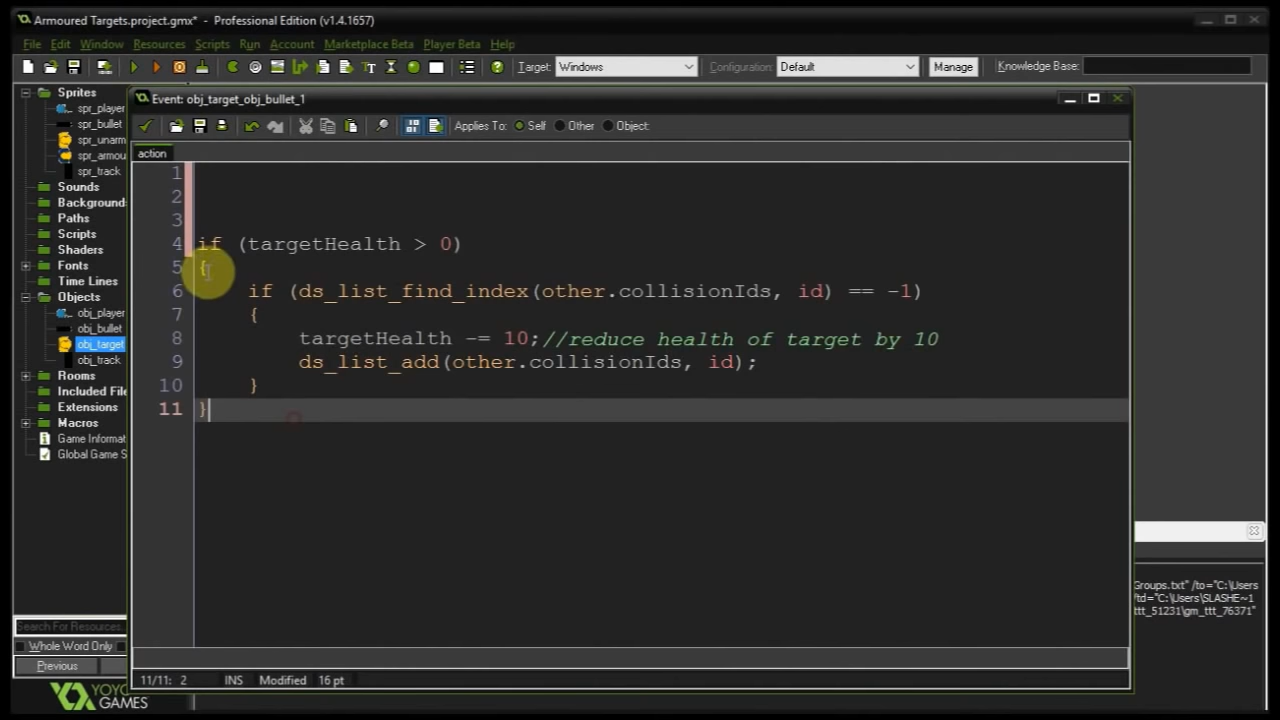 Armoured Targets.project.gmx* - Professional Edition (v1.4.1657)
File Edit Window Resources Scripts Run Account Marketplace Beta Player Beta Help
Target: Windows Configuration: Default Manage Knowledge Base:
Sprites
spr_player
spr_bullet
spr_unarm
spr_armou
spr_track
Sounds
Background
Paths
Scripts
Shaders
Fonts
Time Lines
Objects
obj_player
obj_bullet
obj_target
obj_track
Rooms
Included File
Extensions
Macros
Game Informat
Global Game S
Search For Resources.
Whole Word Only
Previous
YOYO
GAMES
Event: obj_target_obj_bullet_1
Applies To: Self Other Object:
action
1
2
3
4 if (targetHealth > 0)
5 {
6 if (ds_list_find_index(other.collisionIds, id) == -1)
7 {
8 targetHealth -= 10;//reduce health of target by 10
9 ds_list_add(other.collisionIds, id);
10 }
11 }
11/11: 2 INS Modified 16 pt
Groups.txt" /to="C:\Users
/td="C:\Users\SLASHE~1
ttt_51231\gm_ttt_76371"